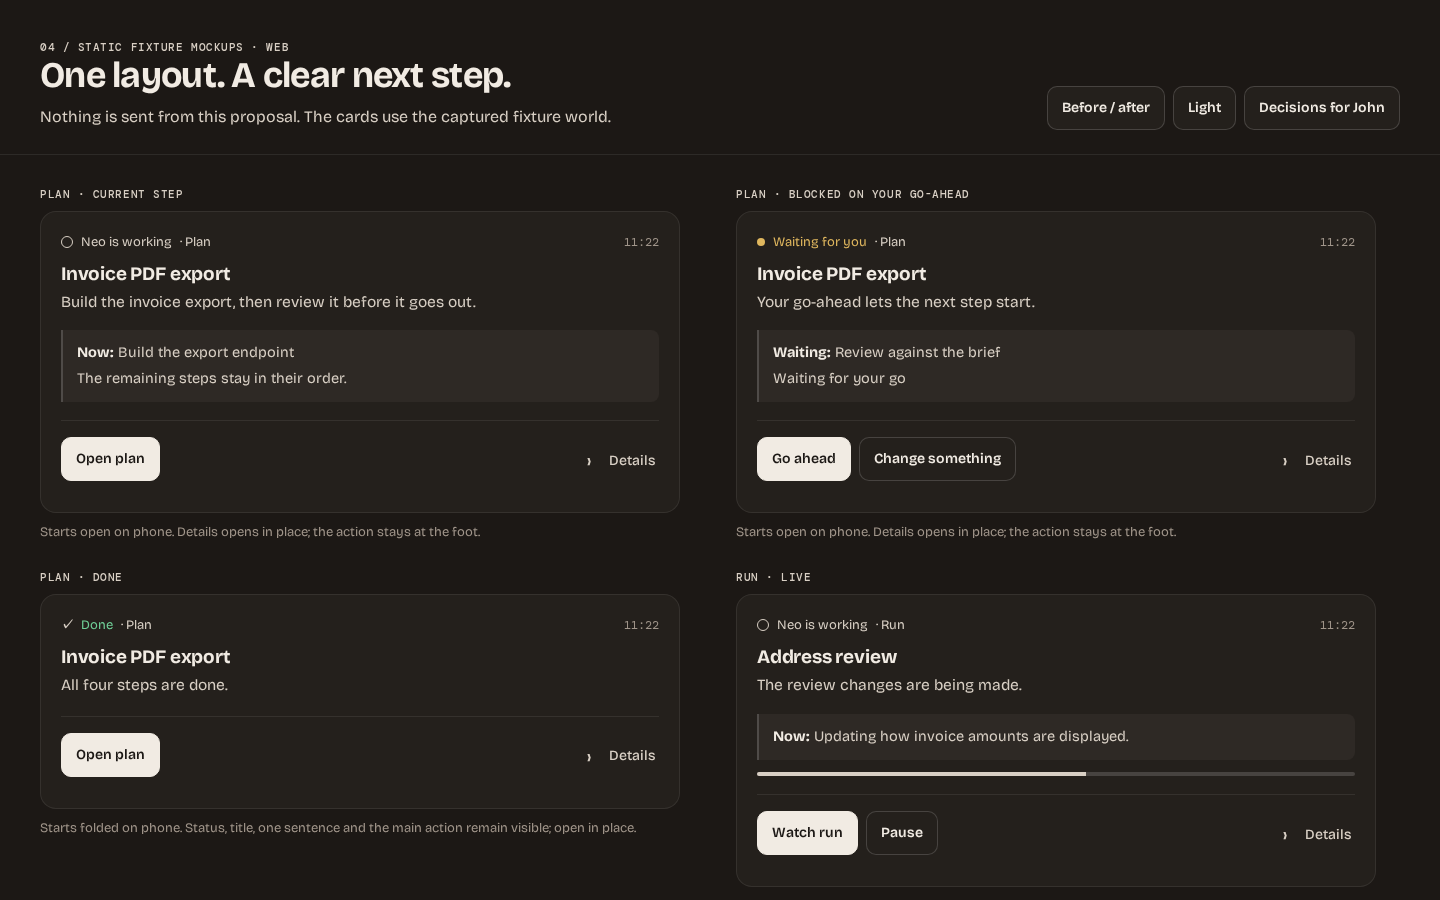 04 / STATIC FIXTURE MOCKUPS · WEB
One layout. A clear next step.
Nothing is sent from this proposal. The cards use the captured fixture world.
Before / after
Light
Decisions for John
PLAN · CURRENT STEP
Neo is working · Plan
11:22
Invoice PDF export
Build the invoice export, then review it before it goes out.
Now: Build the export endpoint
The remaining steps stay in their order.
Open plan
› Details
Starts open on phone. Details opens in place; the action stays at the foot.
PLAN · BLOCKED ON YOUR GO-AHEAD
Waiting for you · Plan
11:22
Invoice PDF export
Your go-ahead lets the next step start.
Waiting: Review against the brief
Waiting for your go
Go ahead
Change something
› Details
Starts open on phone. Details opens in place; the action stays at the foot.
PLAN · DONE
✓ Done · Plan
11:22
Invoice PDF export
All four steps are done.
Open plan
› Details
Starts folded on phone. Status, title, one sentence and the main action remain visible; open in place.
RUN · LIVE
Neo is working · Run
11:22
Address review
The review changes are being made.
Now: Updating how invoice amounts are displayed.
Watch run
Pause
› Details